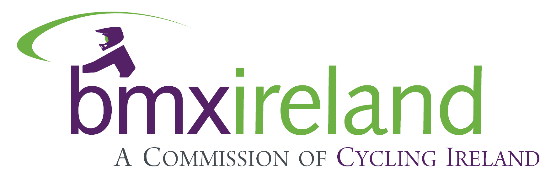 bmxireland
A COMMISSION OF CYCLING IRELAND